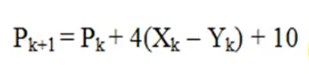 Pₖ₊₁ = Pₖ + 4(Xₖ – Yₖ) + 10